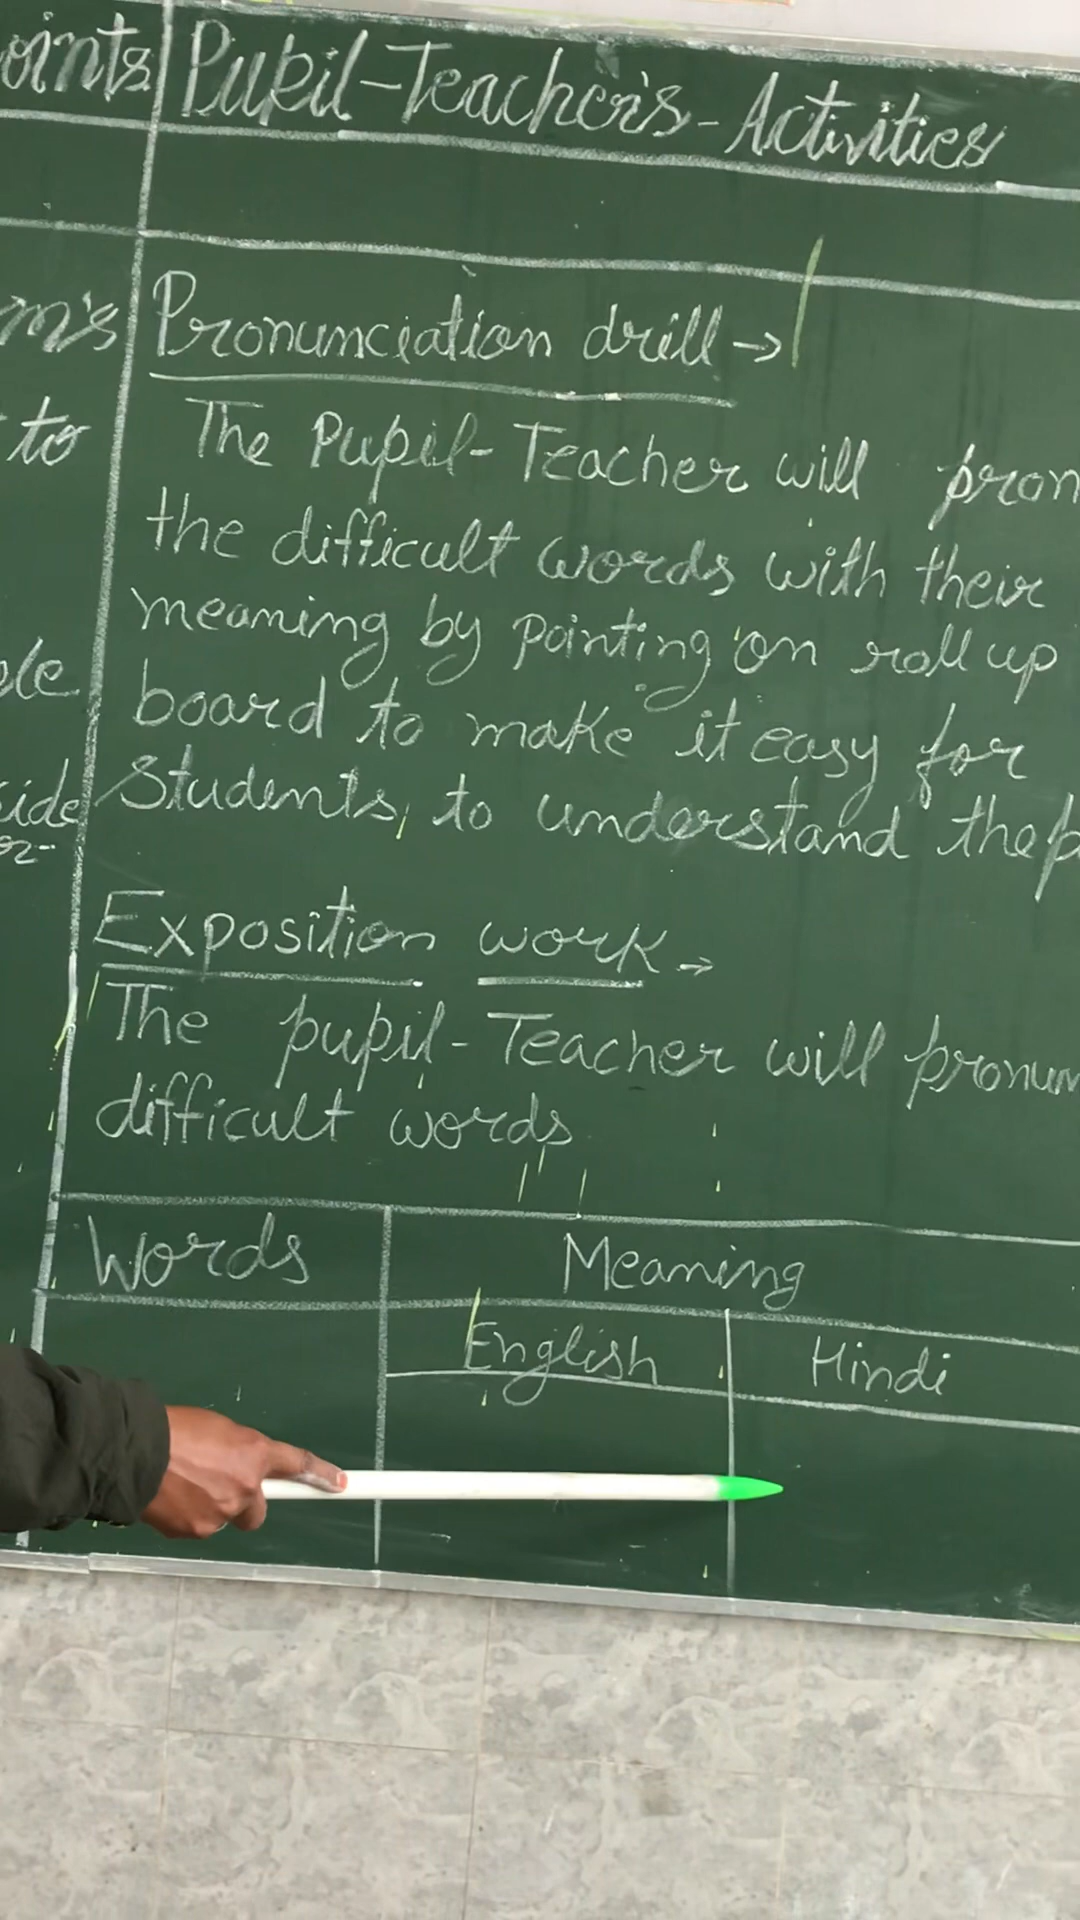 Pupil-Teacher's-Activities
Pronunciation drill →
The Pupil-Teacher will pron
the difficult words with their
meaning by pointing on roll up
board to make it easy for
Students, to understand the p
Exposition work →
The pupil-Teacher will pronun
difficult words
Words Meaning
English Hindi
oints
m's
to
ole
ide